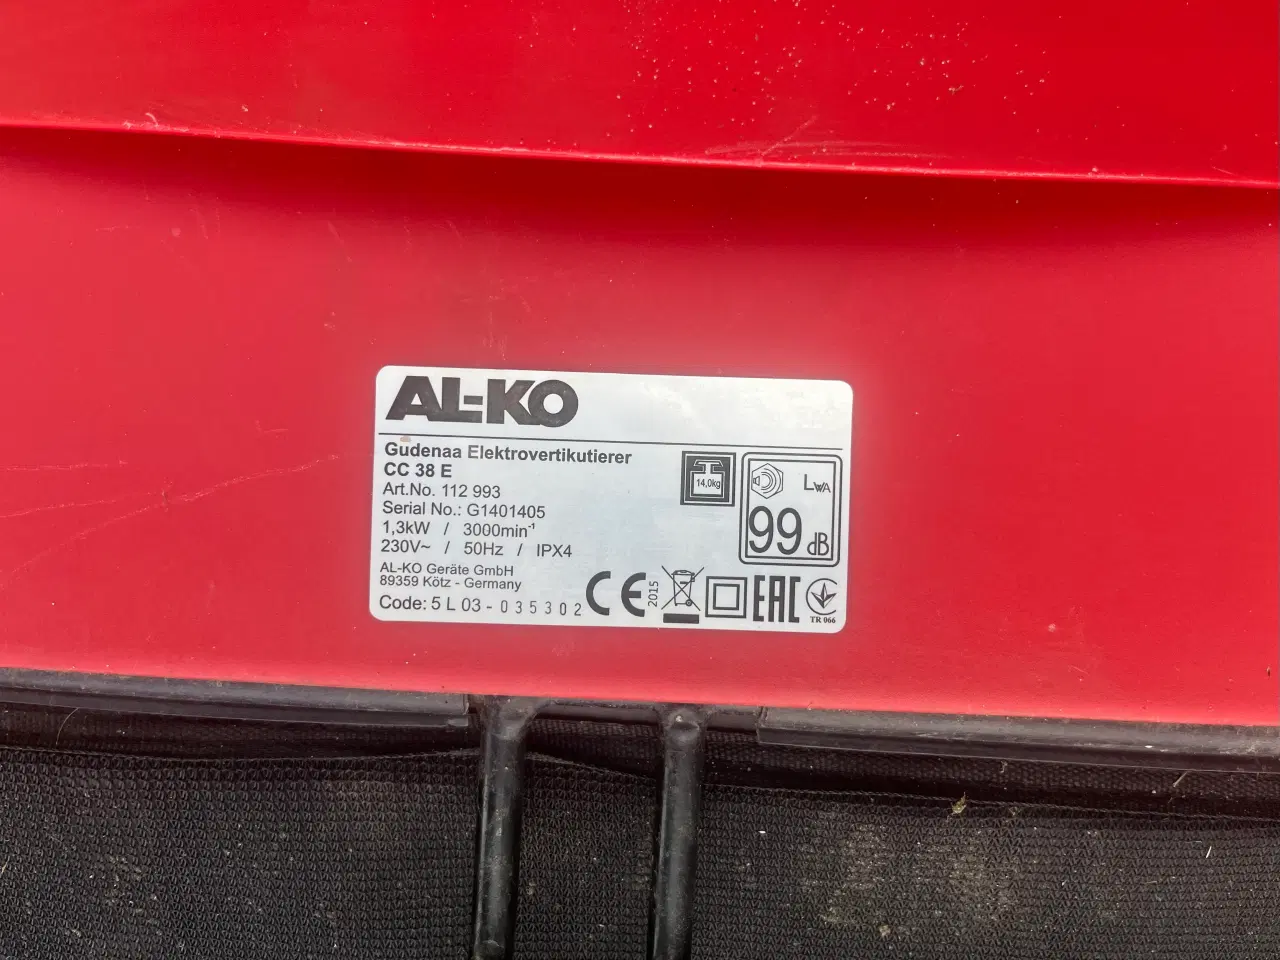 AL-KO
Gudenaa Elektrovertikutierer
CC 38 E
Art.No. 112 993
Serial No.: G1401405
1,3kW / 3000min⁻¹
230V~ / 50Hz / IPX4
AL-KO Geräte GmbH
89359 Kötz - Germany
Code: 5 L 03 - 035302
14,0kg
LWA
99 dB
CE
2015
EAC
TR 066